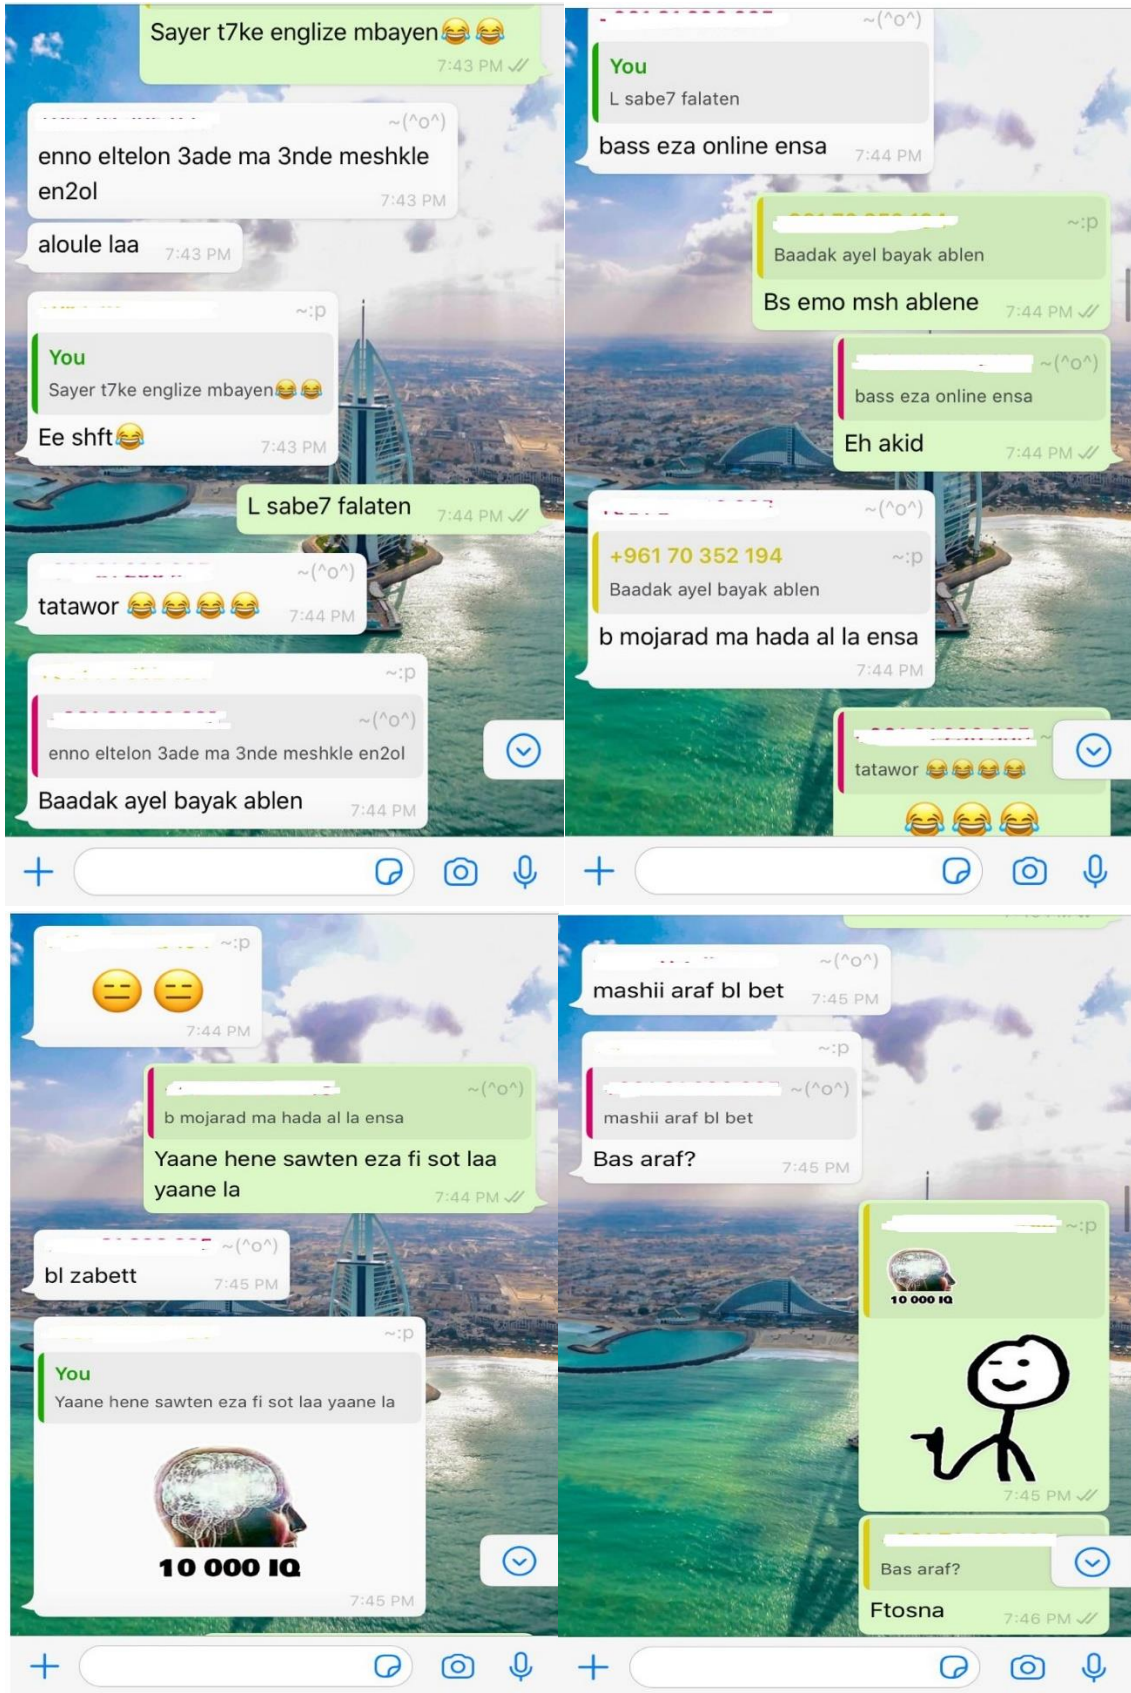 Sayer t7ke englize mbayen😂😂
7:43 PM
~(^o^)
enno eltelon 3ade ma 3nde meshkle
en2ol
7:43 PM
aloule laa
7:43 PM
~:p
You
Sayer t7ke englize mbayen😂😂
Ee shft😂
7:43 PM
L sabe7 falaten
7:44 PM
~(^o^)
tatawor 😂😂😂😂
7:44 PM
~:p
~(^o^)
enno eltelon 3ade ma 3nde meshkle en2ol
Baadak ayel bayak ablen
7:44 PM
~(^o^)
You
L sabe7 falaten
bass eza online ensa
7:44 PM
~:p
Baadak ayel bayak ablen
Bs emo msh ablene
7:44 PM
~(^o^)
bass eza online ensa
Eh akid
7:44 PM
~(^o^)
+961 70 352 194 ~:p
Baadak ayel bayak ablen
b mojarad ma hada al la ensa
7:44 PM
tatawor 😂😂😂😂
😂😂😂
~:p
😑😑
7:44 PM
~(^o^)
b mojarad ma hada al la ensa
Yaane hene sawten eza fi sot laa
yaane la
7:44 PM
~(^o^)
bl zabett
7:45 PM
~:p
You
Yaane hene sawten eza fi sot laa yaane la
10 000 IQ
7:45 PM
~(^o^)
mashii araf bl bet
7:45 PM
~:p
~(^o^)
mashii araf bl bet
Bas araf?
7:45 PM
~:p
10 000 IQ
7:45 PM
Bas araf?
Ftosna
7:46 PM